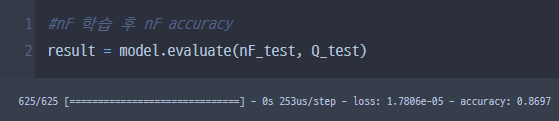 1 #nF 학습 후 nF accuracy
2 result = model.evaluate(nF_test, Q_test)
625/625 [==============================] - 0s 253us/step - loss: 1.7806e-05 - accuracy: 0.8697